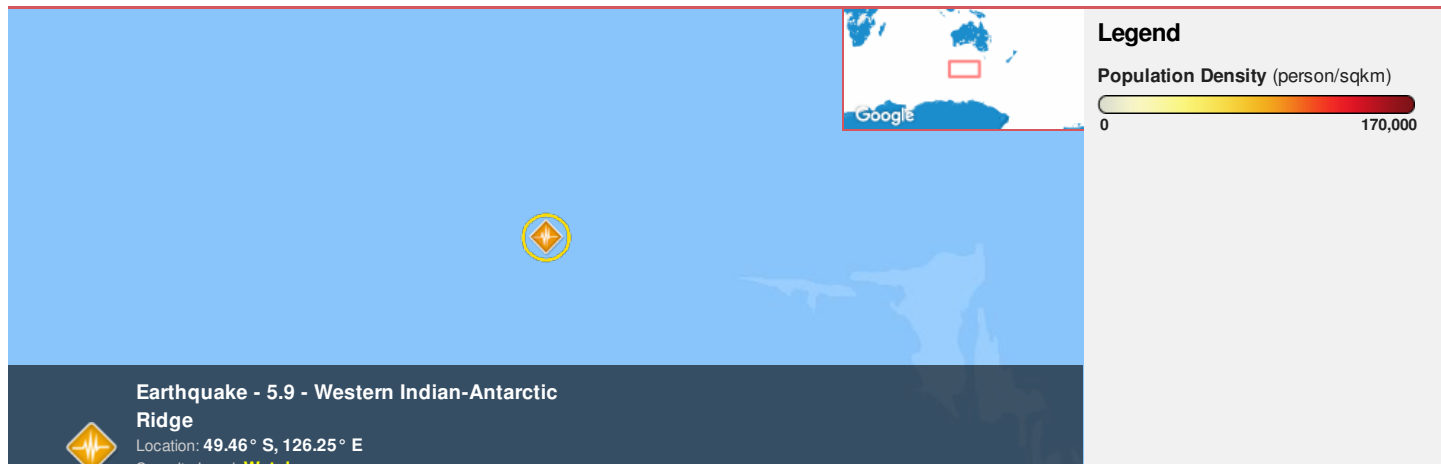 Google
Legend
Population Density (person/sqkm)
0 170,000
Earthquake - 5.9 - Western Indian-Antarctic
Ridge
Location: 49.46° S, 126.25° E